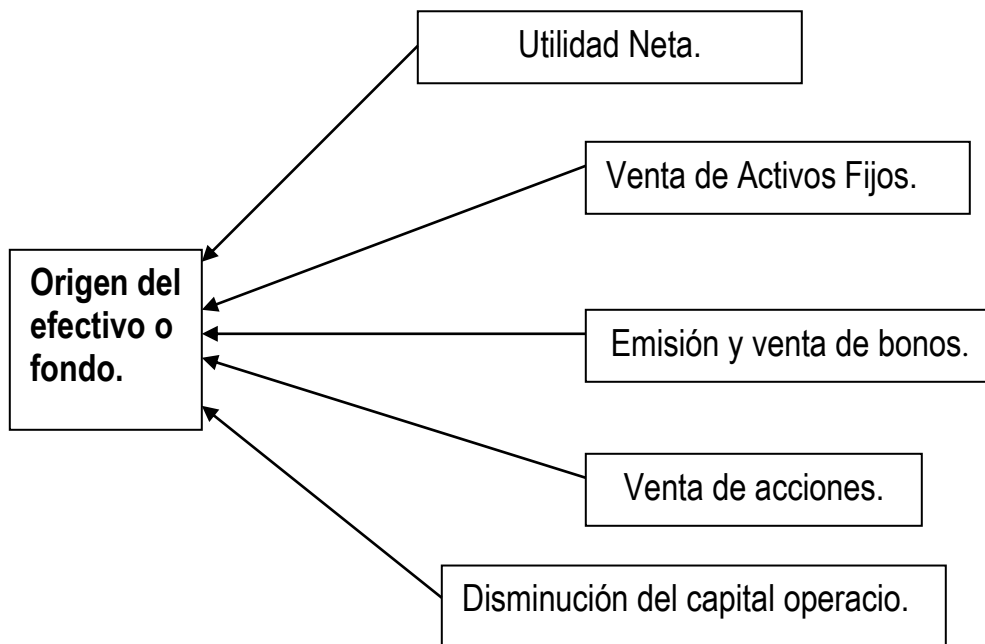 Utilidad Neta.
Venta de Activos Fijos.
Origen del
efectivo o
fondo.
Emisión y venta de bonos.
Venta de acciones.
Disminución del capital operacio.